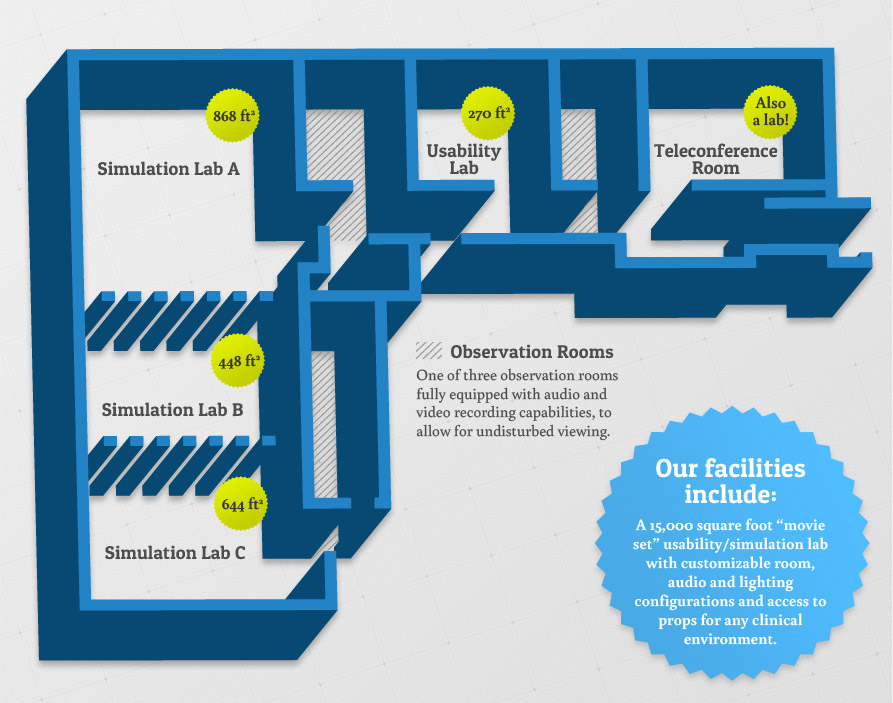 868 ft²
Simulation Lab A
270 ft²
Usability
Lab
Also
a lab!
Teleconference
Room
448 ft²
Simulation Lab B
644 ft²
Simulation Lab C
Observation Rooms
One of three observation rooms
fully equipped with audio and
video recording capabilities, to
allow for undisturbed viewing.
Our facilities
include:
A 15,000 square foot “movie
set” usability/simulation lab
with customizable room,
audio and lighting
configurations and access to
props for any clinical
environment.